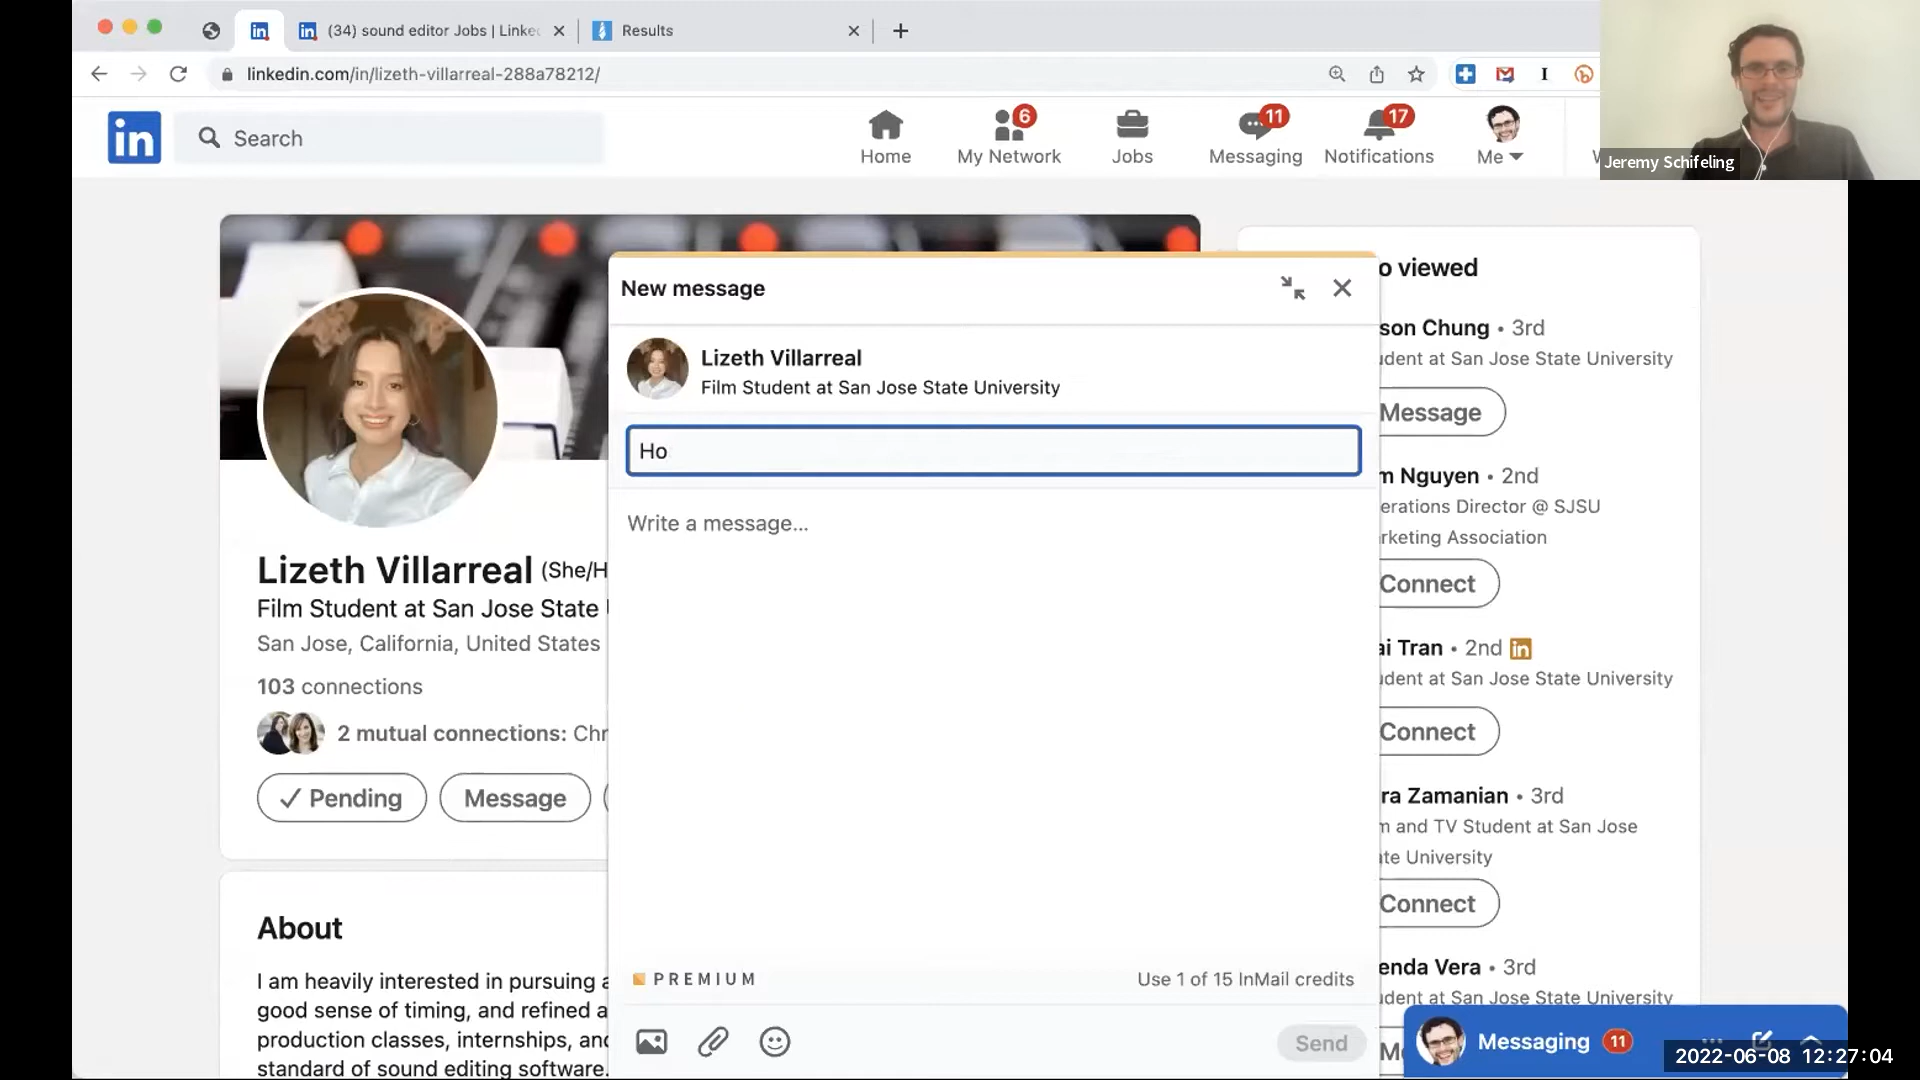 (34) sound editor Jobs | Linke
Results
linkedin.com/in/lizeth-villarreal-288a78212/
in
Search
Home
6
My Network
Jobs
11
Messaging
17
Notifications
Me
Jeremy Schifeling
New message
Lizeth Villarreal
Film Student at San Jose State University
Ho
Write a message...
PREMIUM
Use 1 of 15 InMail credits
Send
Lizeth Villarreal (She/H
Film Student at San Jose State
San Jose, California, United States
103 connections
2 mutual connections: Chr
Pending
Message
About
I am heavily interested in pursuing a
good sense of timing, and refined a
production classes, internships, and
standard of sound editing software.
o viewed
son Chung • 3rd
udent at San Jose State University
Message
m Nguyen • 2nd
erations Director @ SJSU
rketing Association
Connect
ai Tran • 2nd in
udent at San Jose State University
Connect
ra Zamanian • 3rd
m and TV Student at San Jose
ate University
Connect
enda Vera • 3rd
udent at San Jose State University
Messaging 11
2022-06-08 12:27:04